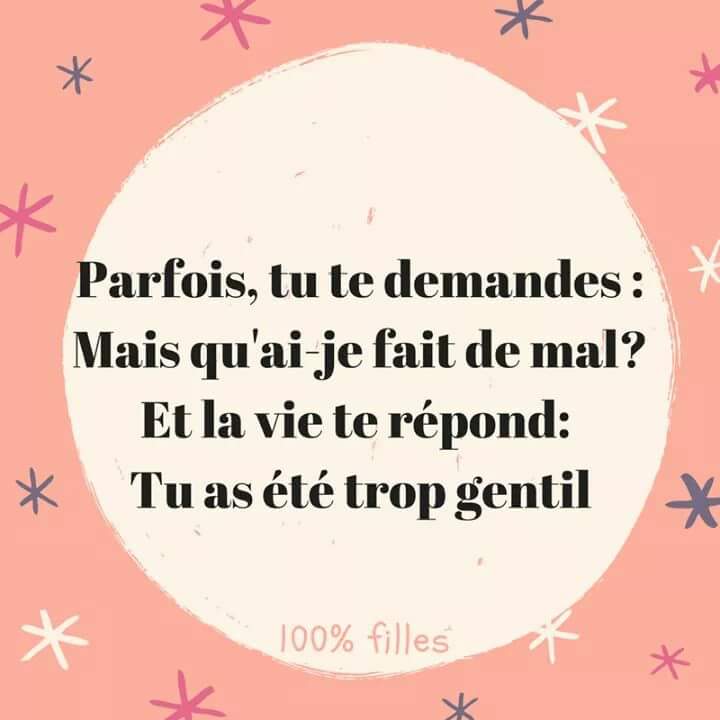 Parfois, tu te demandes :
Mais qu'ai-je fait de mal?
Et la vie te répond:
Tu as été trop gentil
100% filles